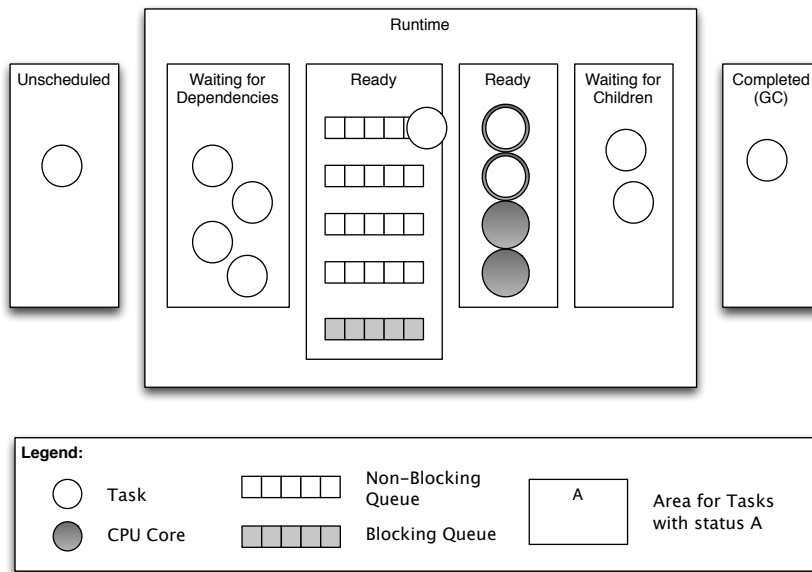 Runtime
Unscheduled
Waiting for
Dependencies
Ready
Ready
Waiting for
Children
Completed
(GC)
Legend:
Task
CPU Core
Non-Blocking
Queue
Blocking Queue
A
Area for Tasks
with status A